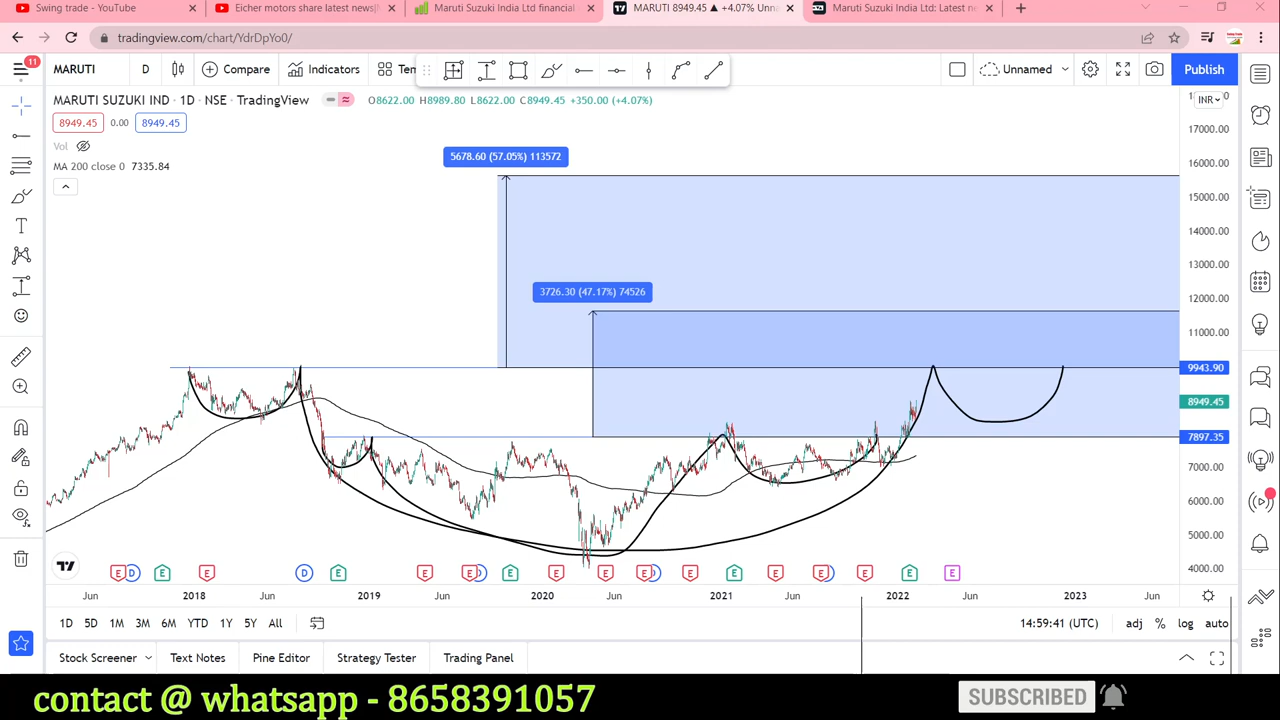 Swing trade - YouTube
Eicher motors share latest news|
Maruti Suzuki India Ltd financial
MARUTI 8949.45 ▲ +4.07% Unn
Maruti Suzuki India Ltd: Latest ne
tradingview.com/chart/YdrDpYo0/
11
MARUTI
D
Compare
Indicators
Tem
Unnamed
Publish
MARUTI SUZUKI IND · 1D · NSE · TradingView
O8622.00 H8989.80 L8622.00 C8949.45 +350.00 (+4.07%)
INR
8949.45
0.00
8949.45
Vol
MA 200 close 0 7335.84
5678.60 (57.05%) 113572
3726.30 (47.17%) 74526
17000.00
16000.00
15000.00
14000.00
13000.00
12000.00
11000.00
9943.90
8949.45
7897.35
7000.00
6000.00
5000.00
4000.00
E
D
E
E
D
E
E
E
D
E
E
E
E
D
E
E
E
E
D
E
E
E
Jun
2018
Jun
2019
Jun
2020
Jun
2021
Jun
2022
Jun
2023
Jun
1D 5D 1M 3M 6M YTD 1Y 5Y All
14:59:41 (UTC)
adj % log auto
Stock Screener
Text Notes
Pine Editor
Strategy Tester
Trading Panel
contact @ whatsapp - 8658391057
SUBSCRIBED